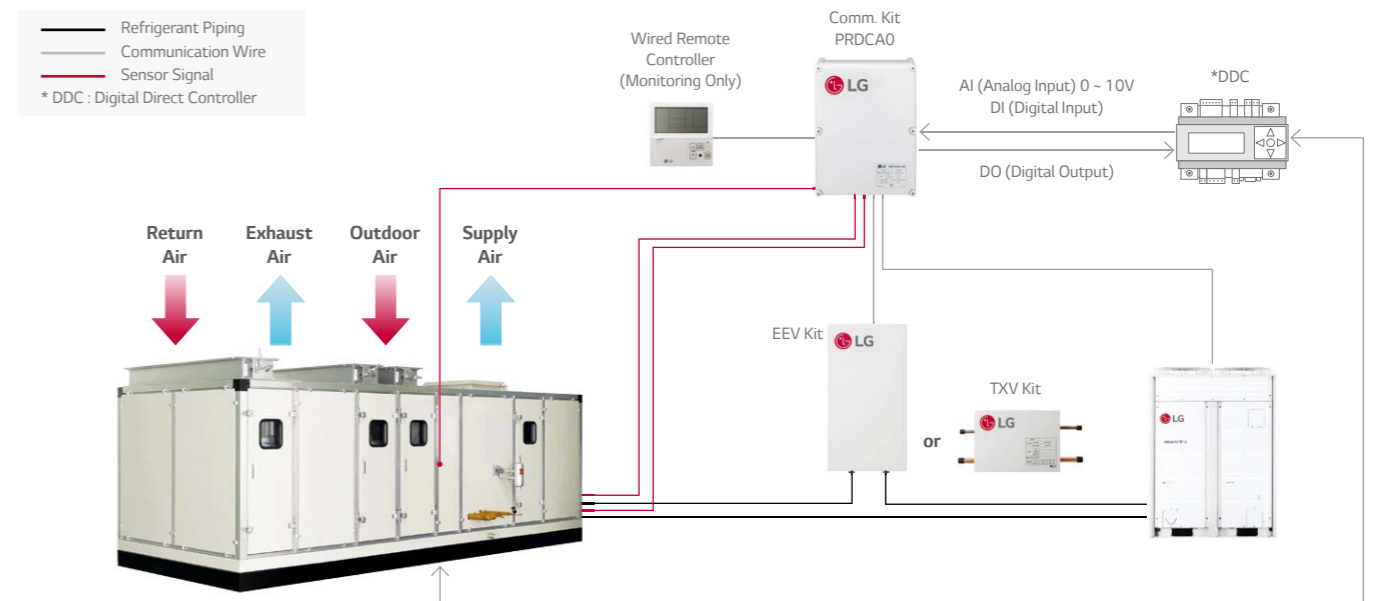 Refrigerant Piping
Communication Wire
Sensor Signal
* DDC : Digital Direct Controller
Wired Remote
Controller
(Monitoring Only)
Comm. Kit
PRDCA0
LG
AI (Analog Input) 0 ~ 10V
DI (Digital Input)
*DDC
DO (Digital Output)
Return
Air
Exhaust
Air
Outdoor
Air
Supply
Air
EEV Kit
LG
or
TXV Kit
LG
LG